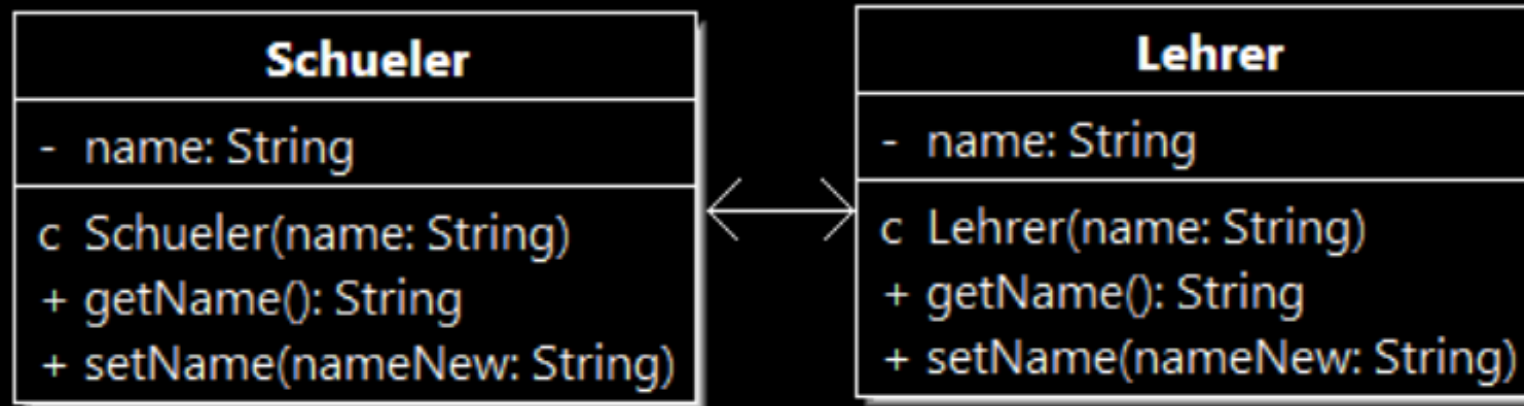 Schueler
- name: String
c Schueler(name: String)
+ getName(): String
+ setName(nameNew: String)
Lehrer
- name: String
c Lehrer(name: String)
+ getName(): String
+ setName(nameNew: String)